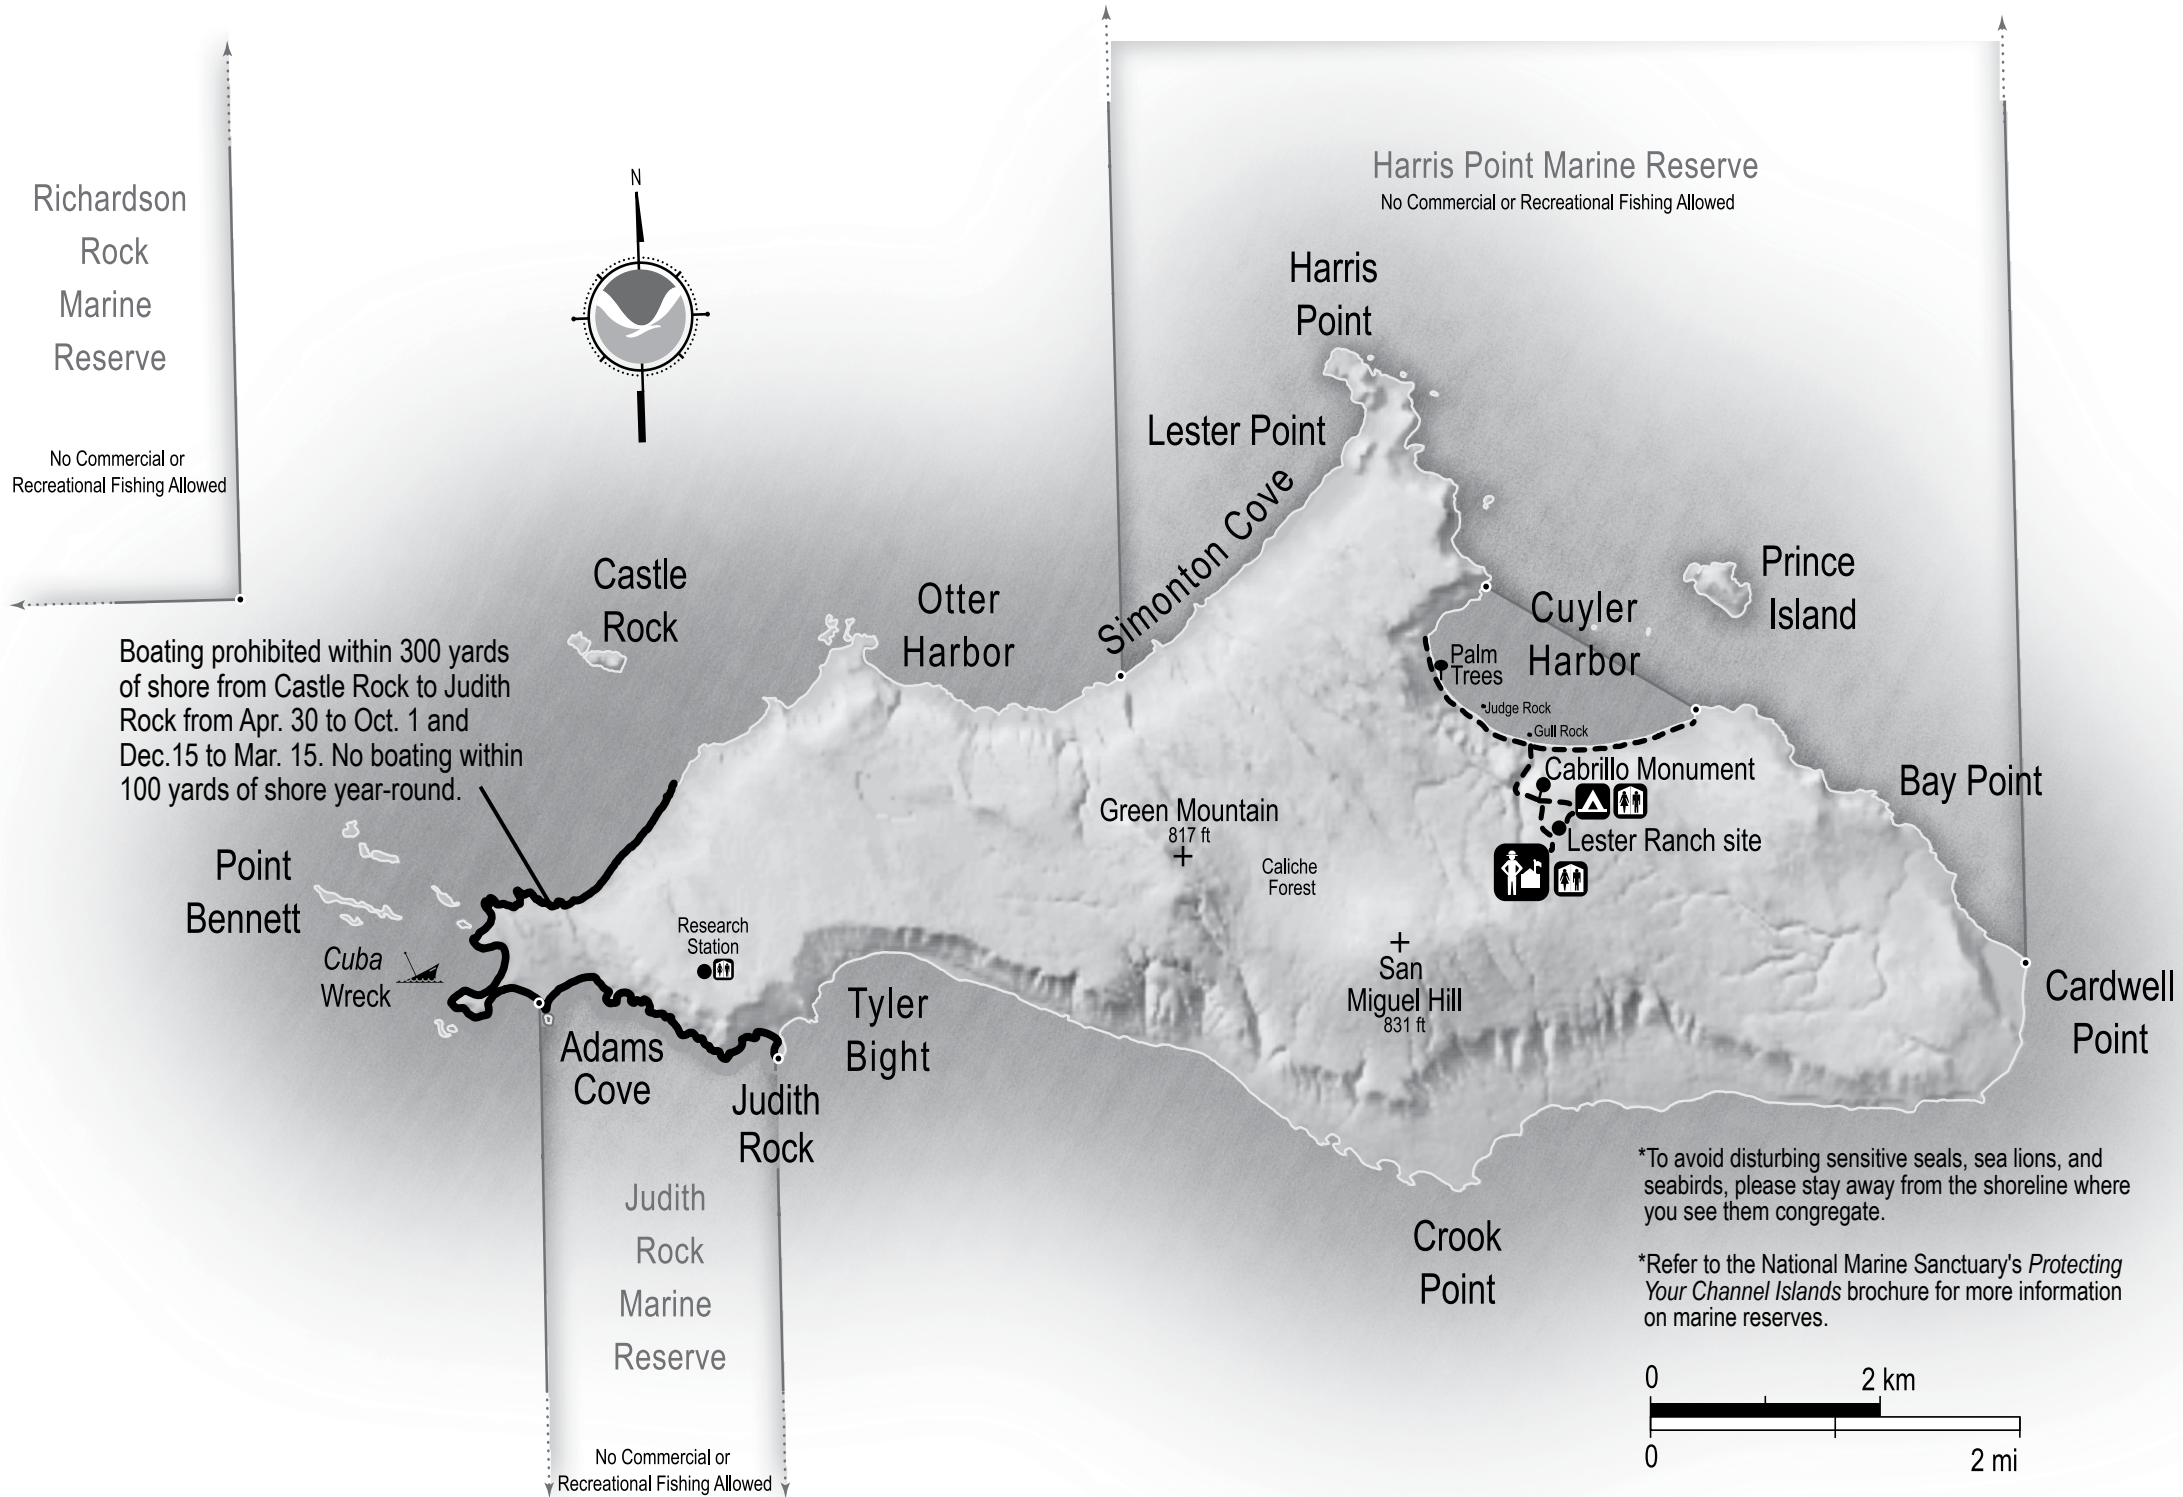 N
Richardson
Rock
Marine
Reserve
No Commercial or
Recreational Fishing Allowed
Harris Point Marine Reserve
No Commercial or Recreational Fishing Allowed
Harris
Point
Lester Point
Simonton Cove
Castle
Rock
Otter
Harbor
Prince
Island
Cuyler
Harbor
Palm
Trees
Judge Rock
Gull Rock
Boating prohibited within 300 yards
of shore from Castle Rock to Judith
Rock from Apr. 30 to Oct. 1 and
Dec.15 to Mar. 15. No boating within
100 yards of shore year-round.
Cabrillo Monument
Bay Point
Lester Ranch site
Green Mountain
817 ft
Caliche
Forest
Point
Bennett
Research
Station
Cuba
Wreck
San
Miguel Hill
831 ft
Cardwell
Point
Tyler
Bight
Adams
Cove
Judith
Rock
Judith
Rock
Marine
Reserve
No Commercial or
Recreational Fishing Allowed
Crook
Point
*To avoid disturbing sensitive seals, sea lions, and
seabirds, please stay away from the shoreline where
you see them congregate.
*Refer to the National Marine Sanctuary's Protecting
Your Channel Islands brochure for more information
on marine reserves.
0 2 km
0 2 mi